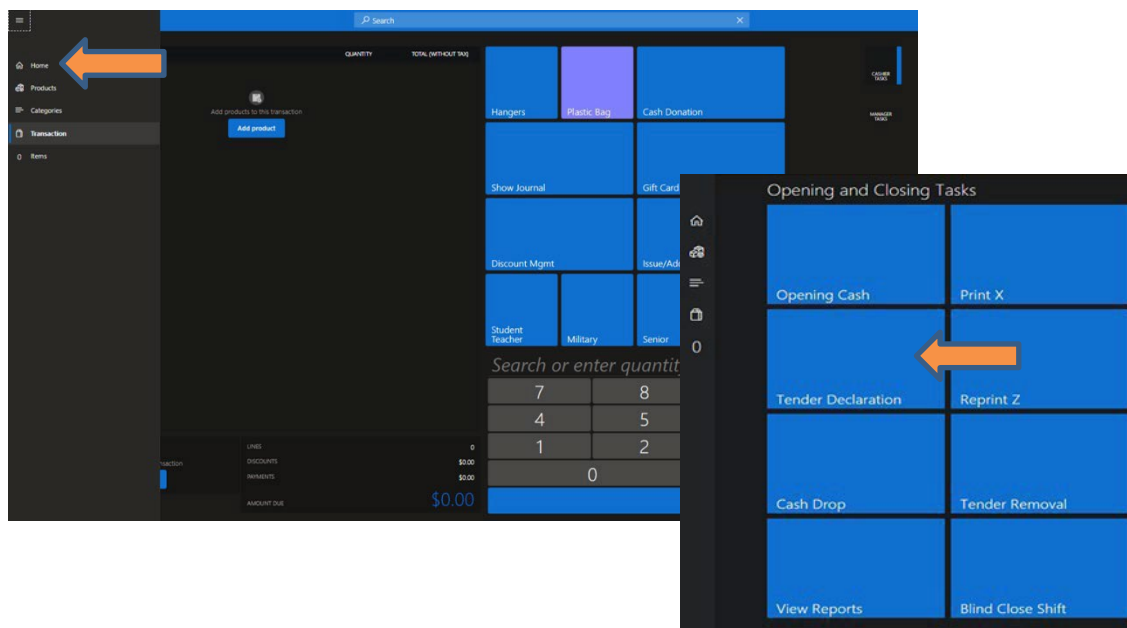 Search
Home
Products
Categories
Transaction
0 Items
QUANTITY TOTAL (WITHOUT TAX)
Add products to this transaction
Add product
Hangers
Plastic Bag
Cash Donation
Show Journal
Gift Card
Discount Mgmt
Issue/Ad
Student
Teacher
Military
Senior
CASHIER
TASKS
MANAGER
TASKS
Search or enter quantit
7 8
4 5
1 2
0
LINES 0
DISCOUNTS $0.00
PAYMENTS $0.00
AMOUNT DUE $0.00
Opening and Closing Tasks
0
Opening Cash
Print X
Tender Declaration
Reprint Z
Cash Drop
Tender Removal
View Reports
Blind Close Shift